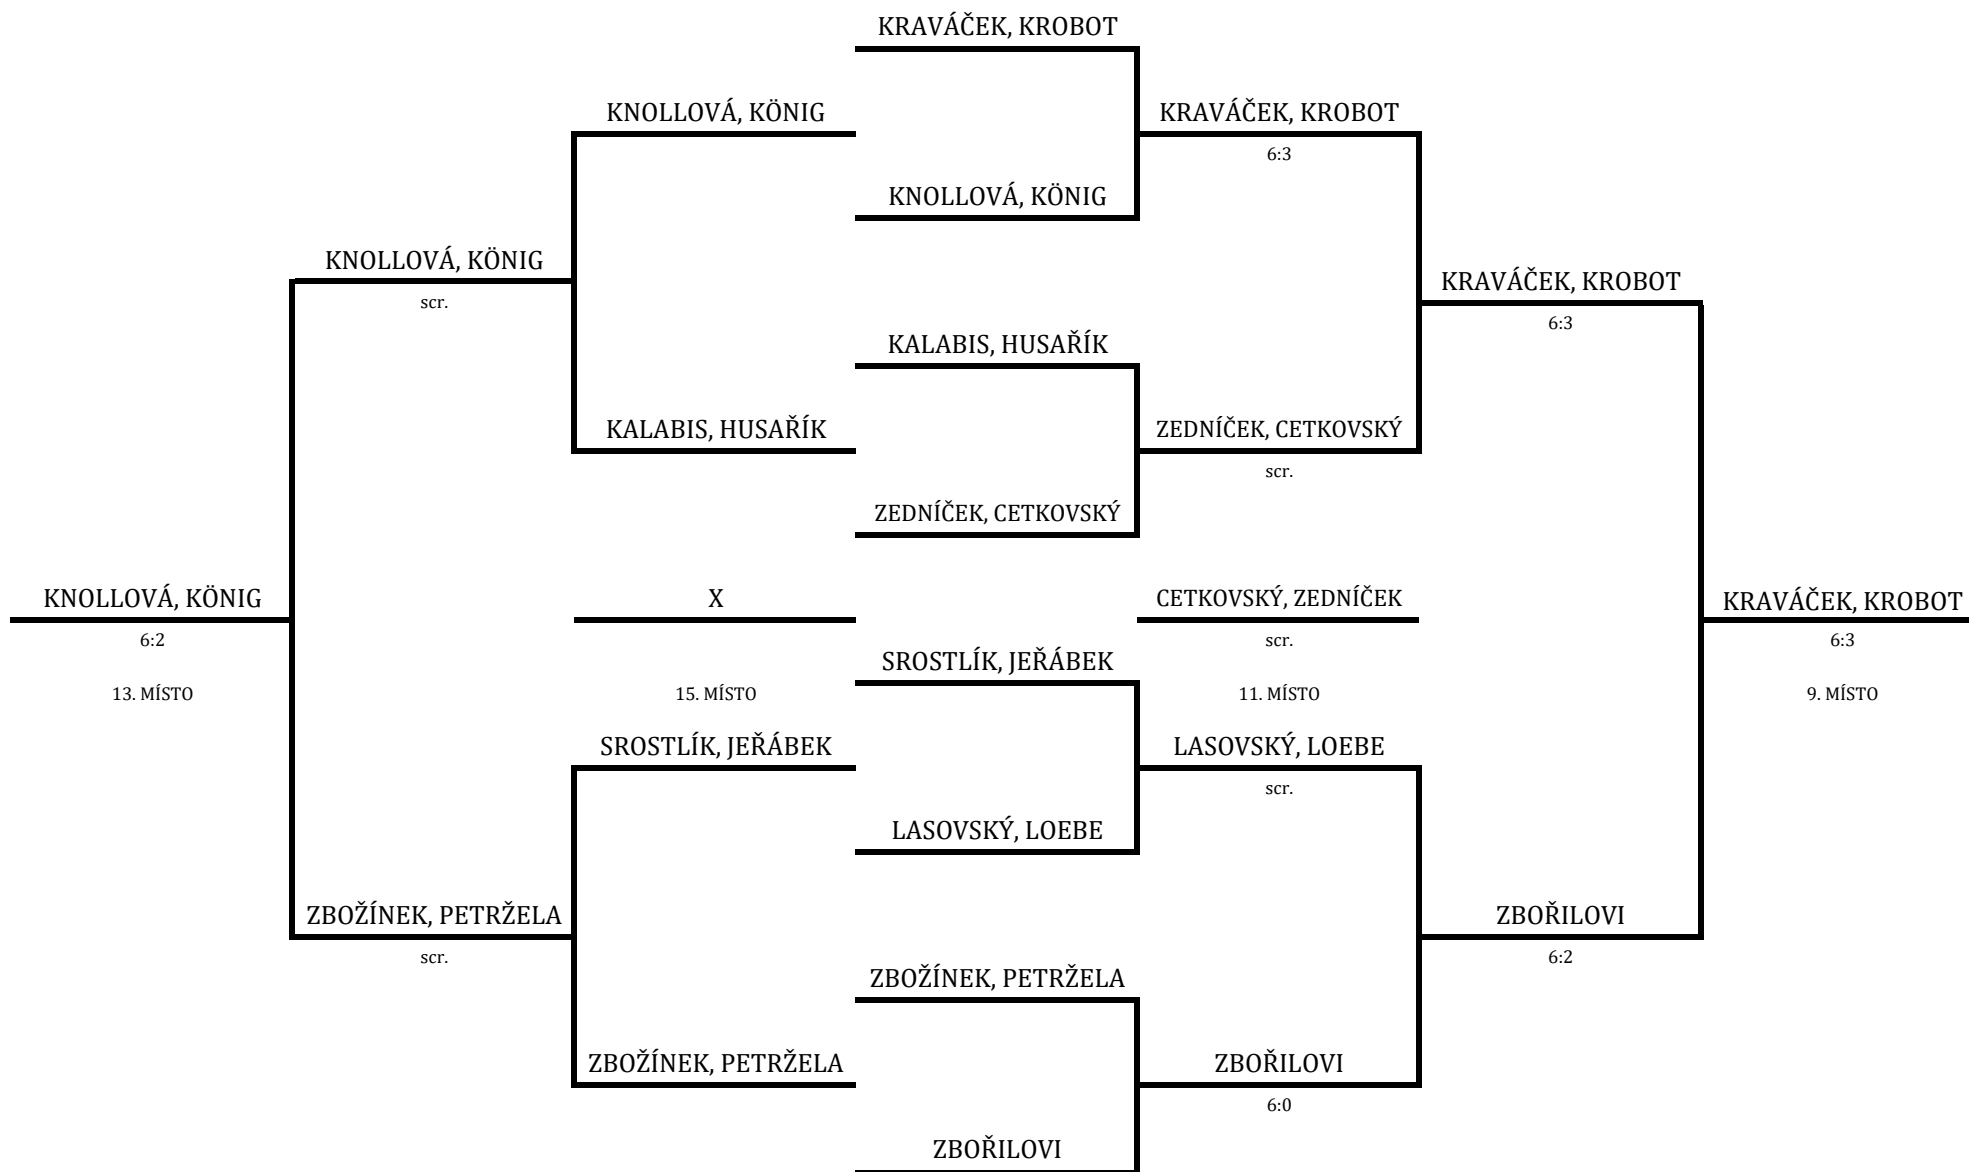 KRAVÁČEK, KROBOT
KNOLLOVÁ, KÖNIG
KRAVÁČEK, KROBOT
6:3
KNOLLOVÁ, KÖNIG
KNOLLOVÁ, KÖNIG
scr.
KRAVÁČEK, KROBOT
6:3
KALABIS, HUSAŘÍK
KALABIS, HUSAŘÍK
ZEDNÍČEK, CETKOVSKÝ
scr.
ZEDNÍČEK, CETKOVSKÝ
KNOLLOVÁ, KÖNIG
6:2
13. MÍSTO
X
15. MÍSTO
CETKOVSKÝ, ZEDNÍČEK
scr.
11. MÍSTO
KRAVÁČEK, KROBOT
6:3
9. MÍSTO
SROSTLÍK, JEŘÁBEK
SROSTLÍK, JEŘÁBEK
LASOVSKÝ, LOEBE
scr.
LASOVSKÝ, LOEBE
ZBOŽÍNEK, PETRŽELA
scr.
ZBOŘILOVI
6:2
ZBOŽÍNEK, PETRŽELA
ZBOŽÍNEK, PETRŽELA
ZBOŘILOVI
6:0
ZBOŘILOVI